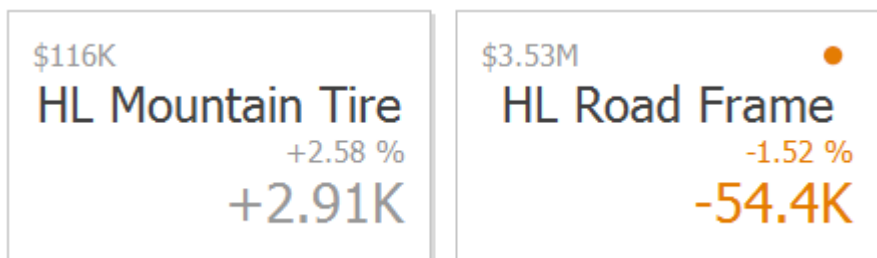 $116K
HL Mountain Tire
+2.58 %
+2.91K
$3.53M
HL Road Frame
-1.52 %
-54.4K